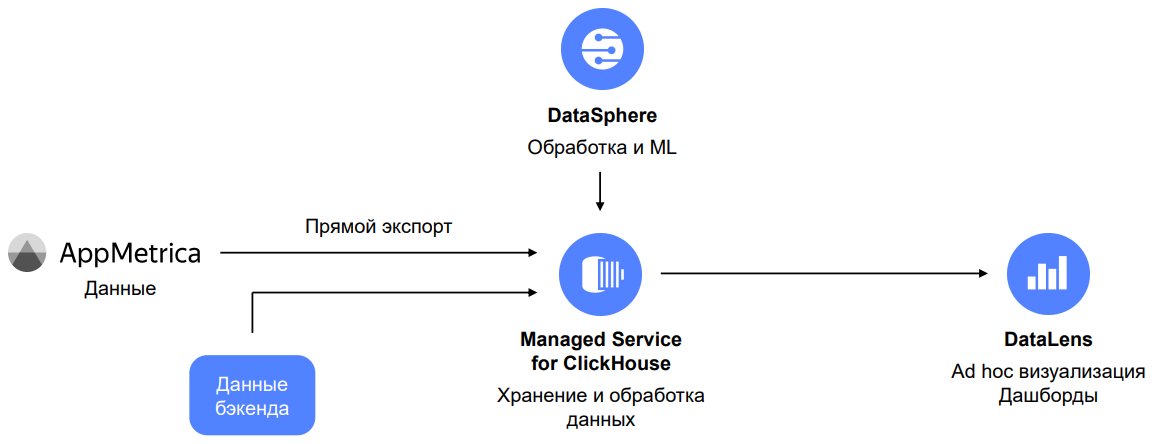 DataSphere
Обработка и ML
Прямой экспорт
AppMetrica
Данные
Данные
бэкенда
Managed Service
for ClickHouse
Хранение и обработка
данных
DataLens
Ad hoc визуализация
Дашборды